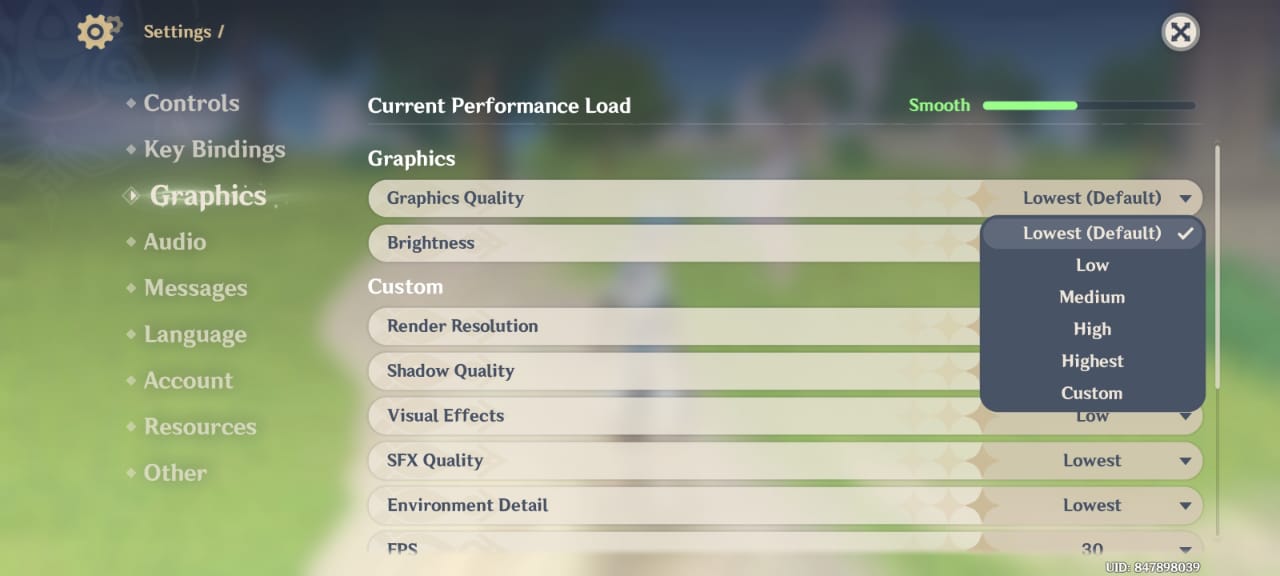 Settings /
Controls
Key Bindings
Graphics
Audio
Messages
Language
Account
Resources
Other
Current Performance Load
Smooth
Graphics
Graphics Quality
Lowest (Default)
Brightness
Lowest (Default)
Low
Medium
High
Highest
Custom
Custom
Render Resolution
Shadow Quality
Visual Effects
Low
SFX Quality
Lowest
Environment Detail
Lowest
FPS
30
UID: 847898039